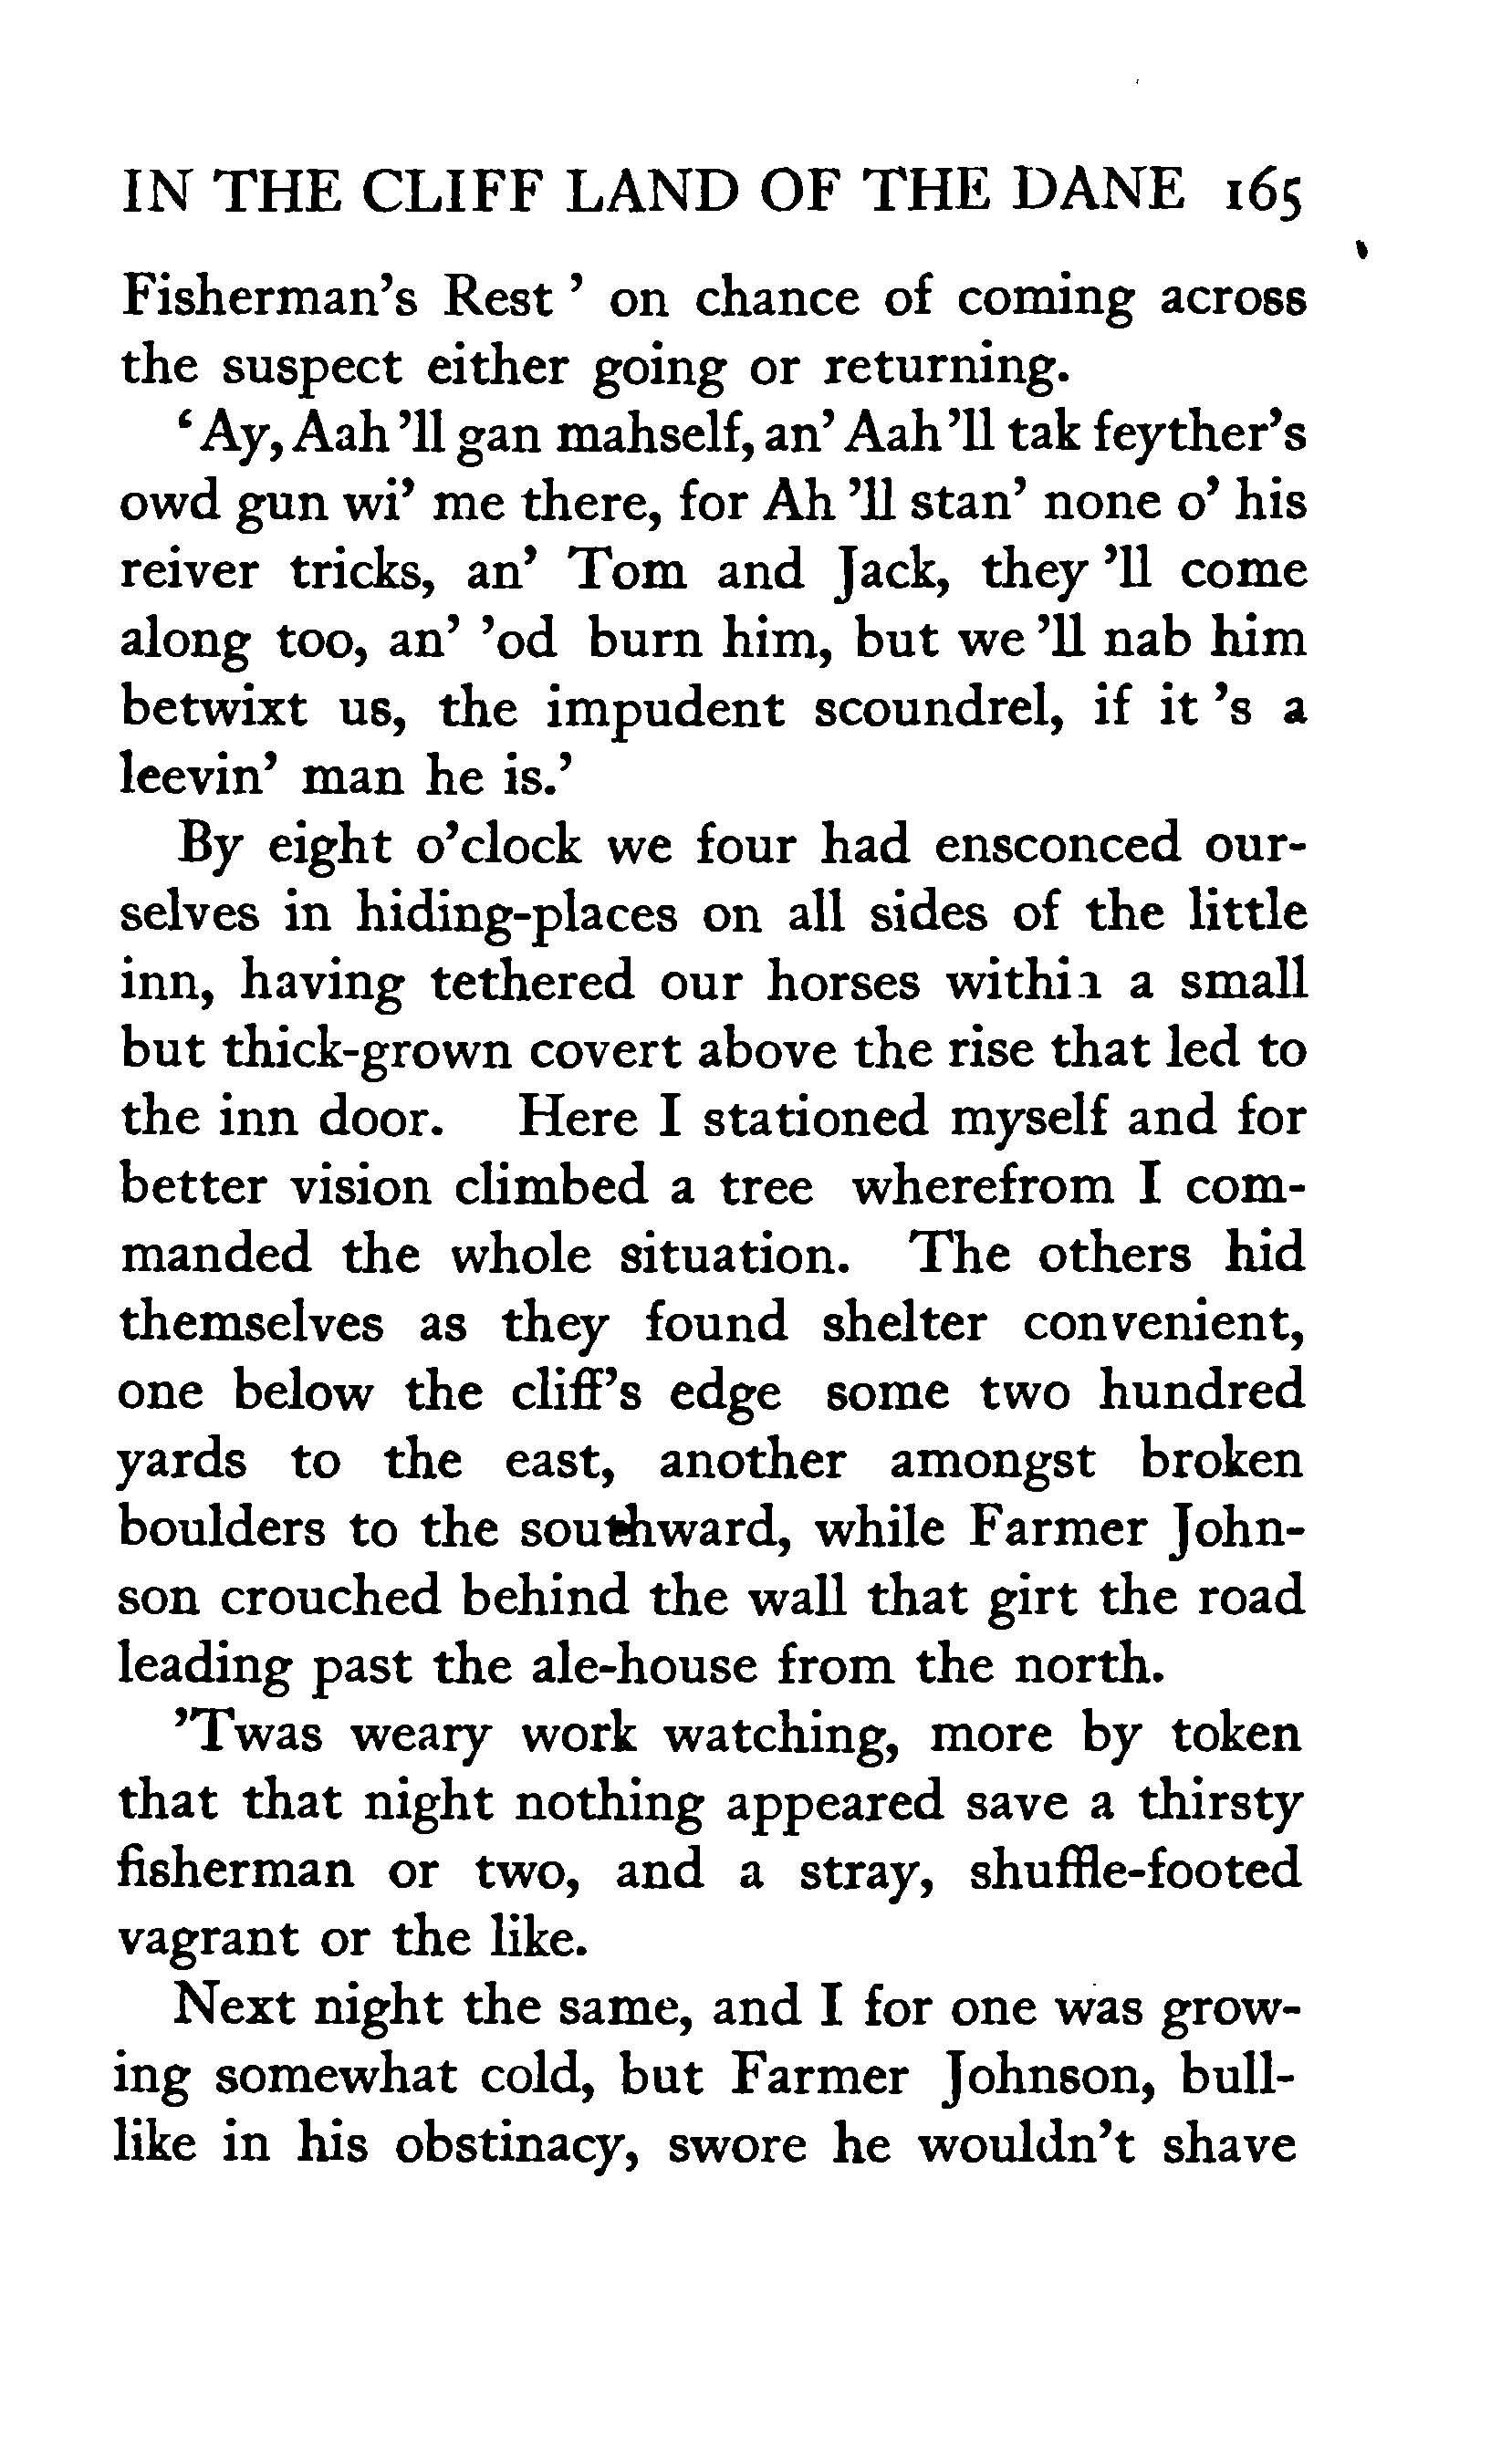 IN THE CLIFF LAND OF THE DANE 165
Fisherman's Rest ' on chance of coming across
the suspect either going or returning.
‘Ay, Aah 'll gan mahself, an' Aah 'll tak feyther's
owd gun wi' me there, for Ah 'll stan' none o' his
reiver tricks, an' Tom and Jack, they 'll come
along too, an' 'od burn him, but we 'll nab him
betwixt us, the impudent scoundrel, if it 's a
leevin' man he is.'
By eight o'clock we four had ensconced our-
selves in hiding-places on all sides of the little
inn, having tethered our horses within a small
but thick-grown covert above the rise that led to
the inn door. Here I stationed myself and for
better vision climbed a tree wherefrom I com-
manded the whole situation. The others hid
themselves as they found shelter convenient,
one below the cliff's edge some two hundred
yards to the east, another amongst broken
boulders to the southward, while Farmer John-
son crouched behind the wall that girt the road
leading past the ale-house from the north.
'Twas weary work watching, more by token
that that night nothing appeared save a thirsty
fisherman or two, and a stray, shuffle-footed
vagrant or the like.
Next night the same, and I for one was grow-
ing somewhat cold, but Farmer Johnson, bull-
like in his obstinacy, swore he wouldn't shave